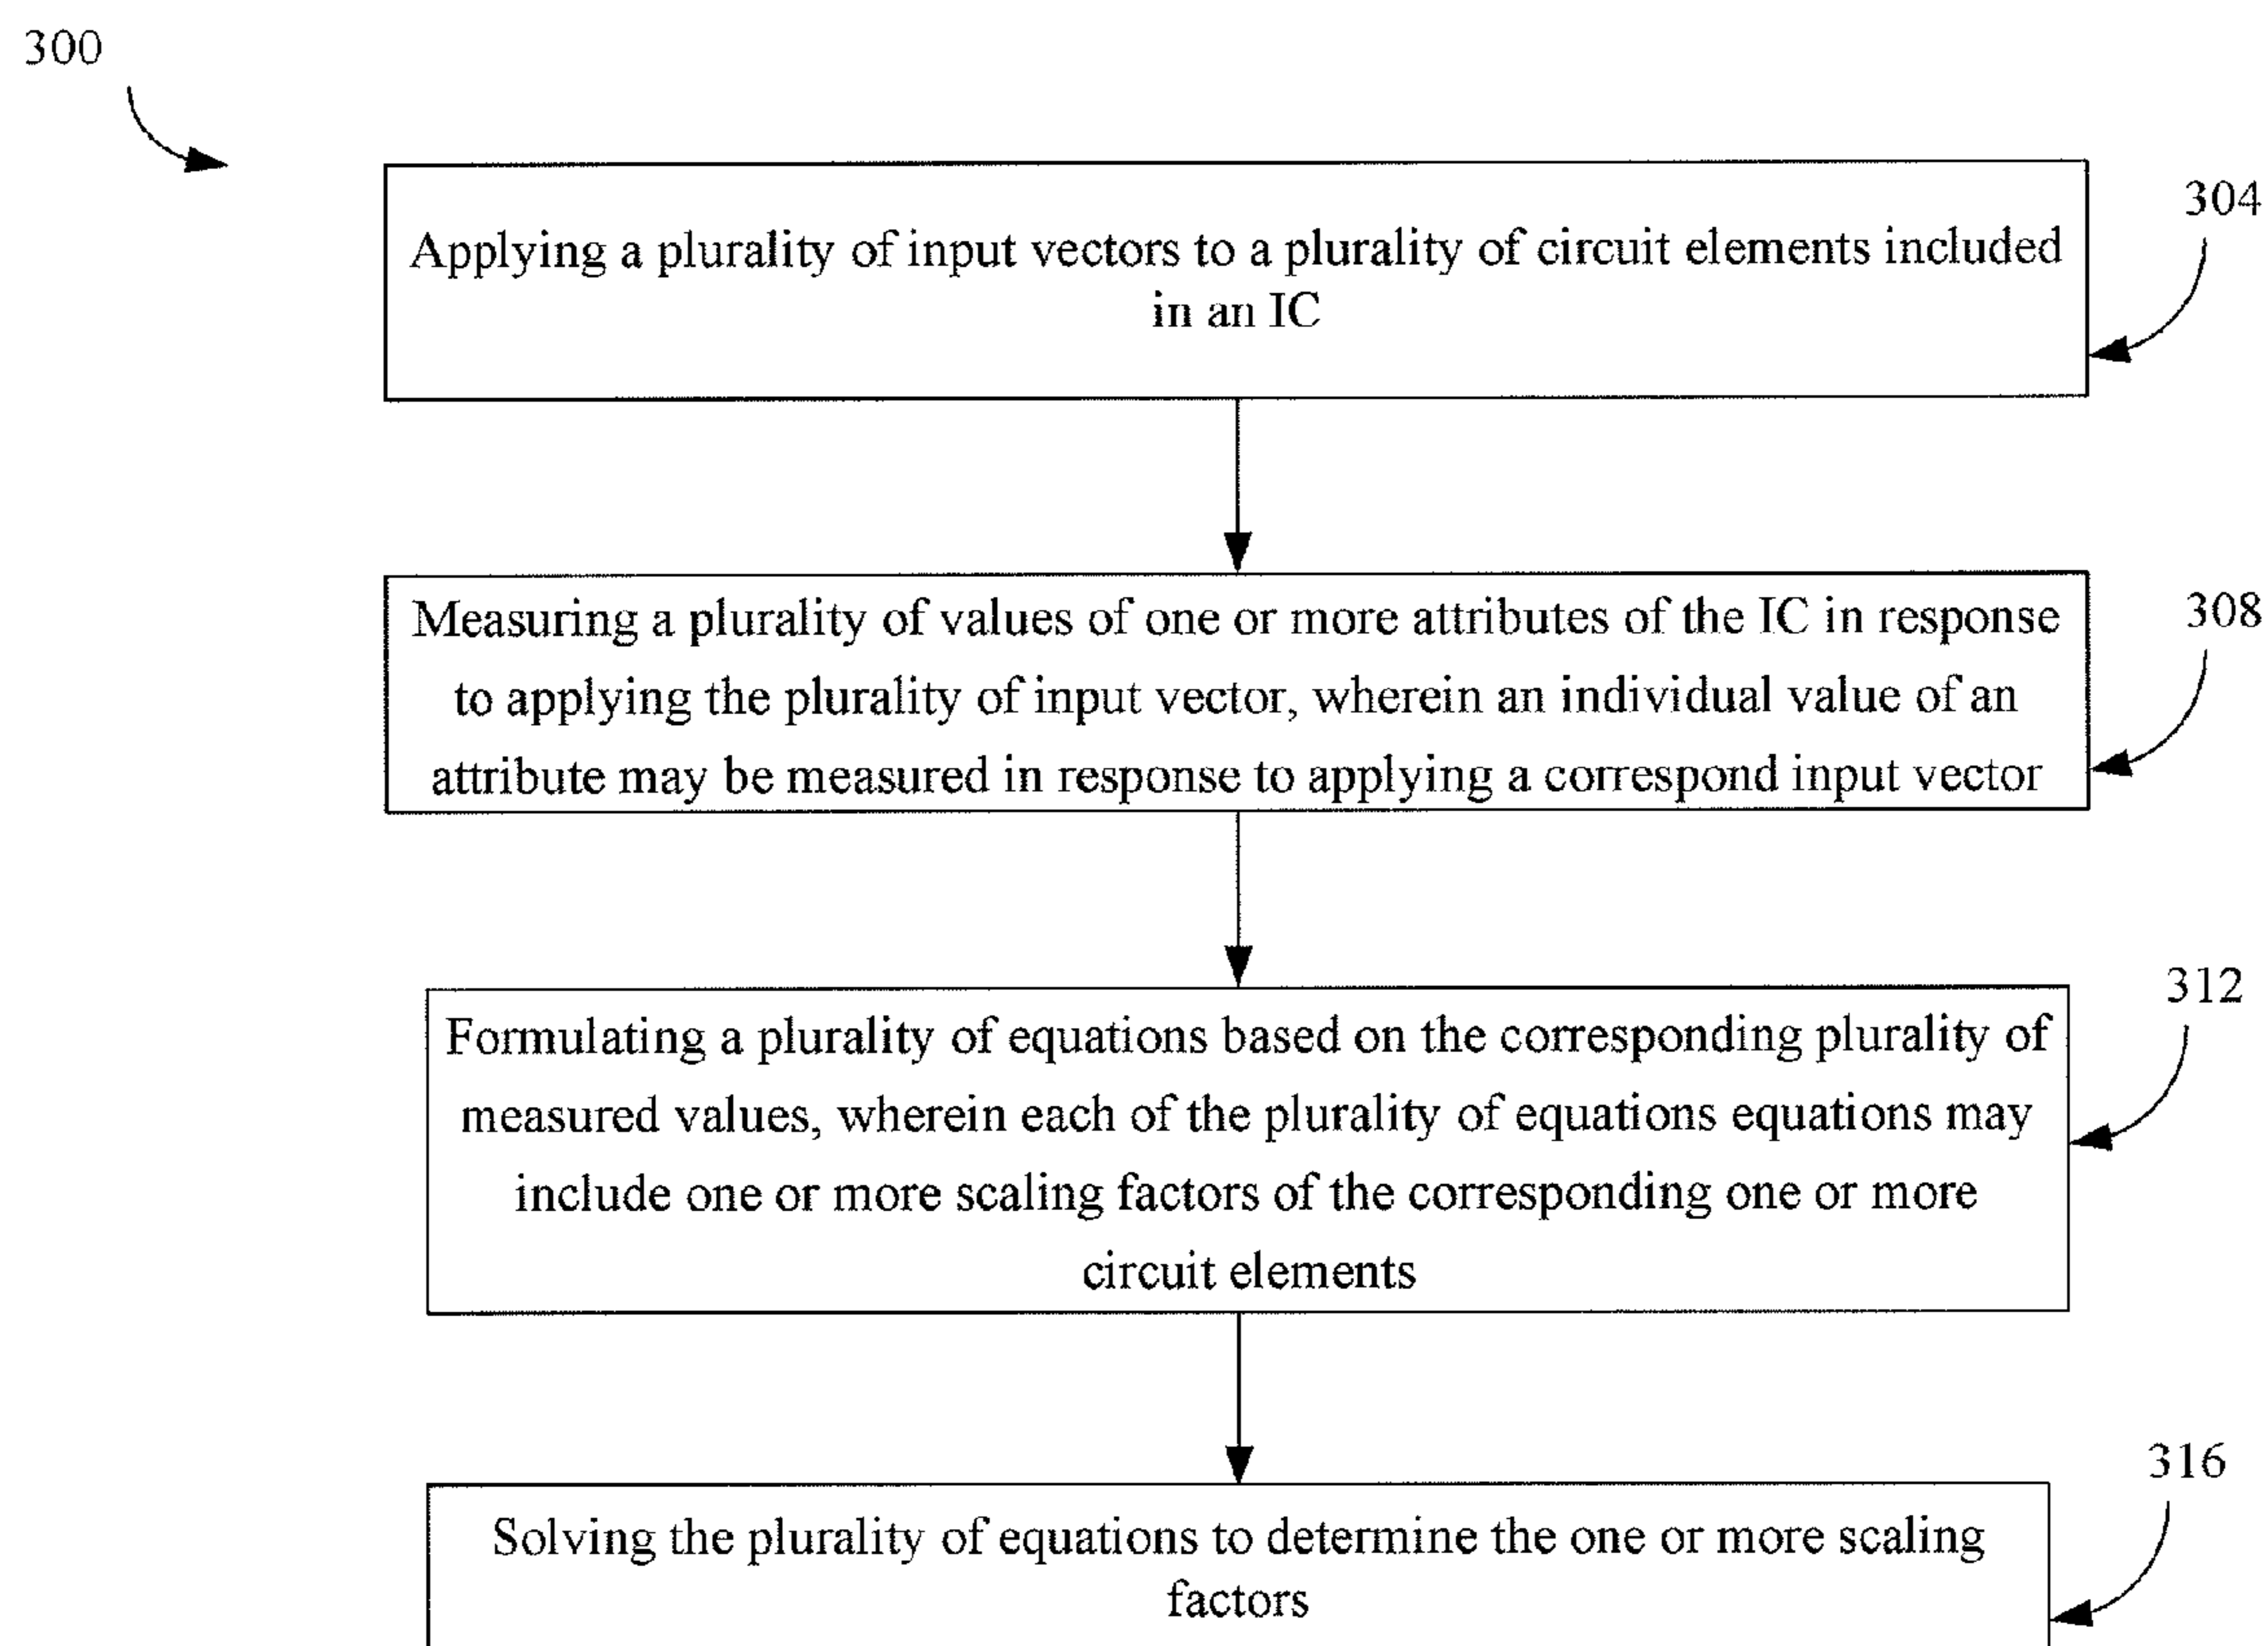 300
304
Applying a plurality of input vectors to a plurality of circuit elements included
in an IC
308
Measuring a plurality of values of one or more attributes of the IC in response
to applying the plurality of input vector, wherein an individual value of an
attribute may be measured in response to applying a correspond input vector
312
Formulating a plurality of equations based on the corresponding plurality of
measured values, wherein each of the plurality of equations equations may
include one or more scaling factors of the corresponding one or more
circuit elements
316
Solving the plurality of equations to determine the one or more scaling
factors